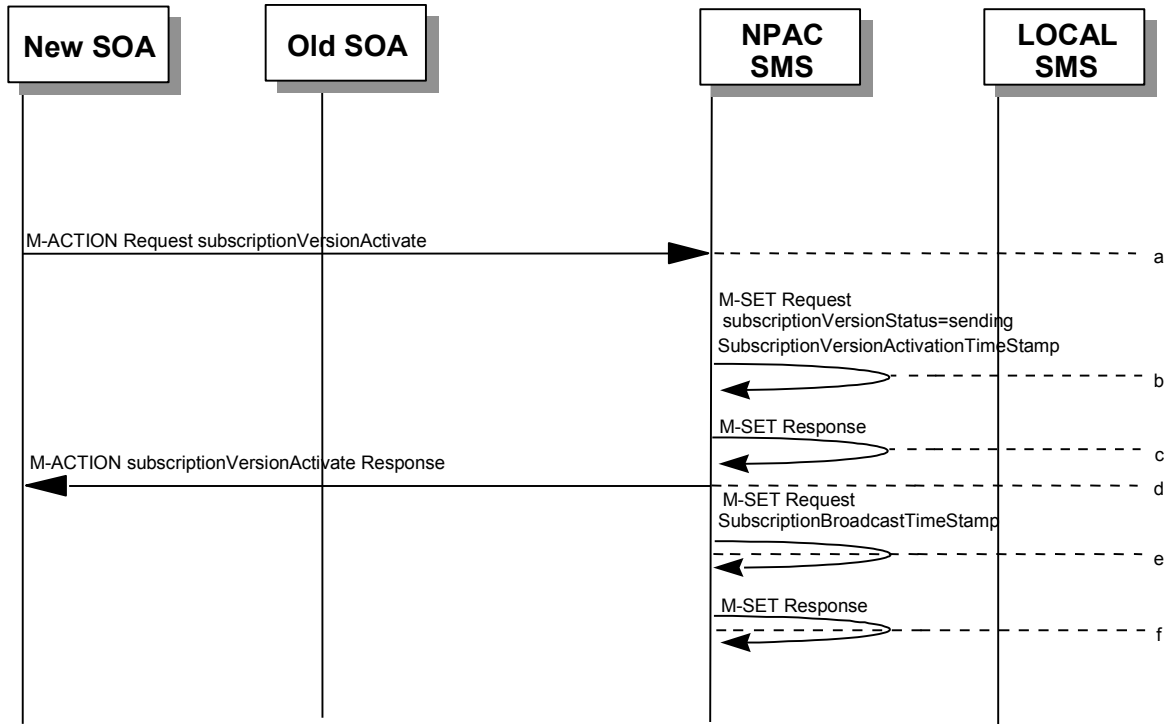 New SOA
Old SOA
NPAC
SMS
LOCAL
SMS
M-ACTION Request subscriptionVersionActivate
a
M-SET Request
subscriptionVersionStatus=sending
SubscriptionVersionActivationTimeStamp
b
M-SET Response
c
M-ACTION subscriptionVersionActivate Response
d
M-SET Request
SubscriptionBroadcastTimeStamp
e
M-SET Response
f